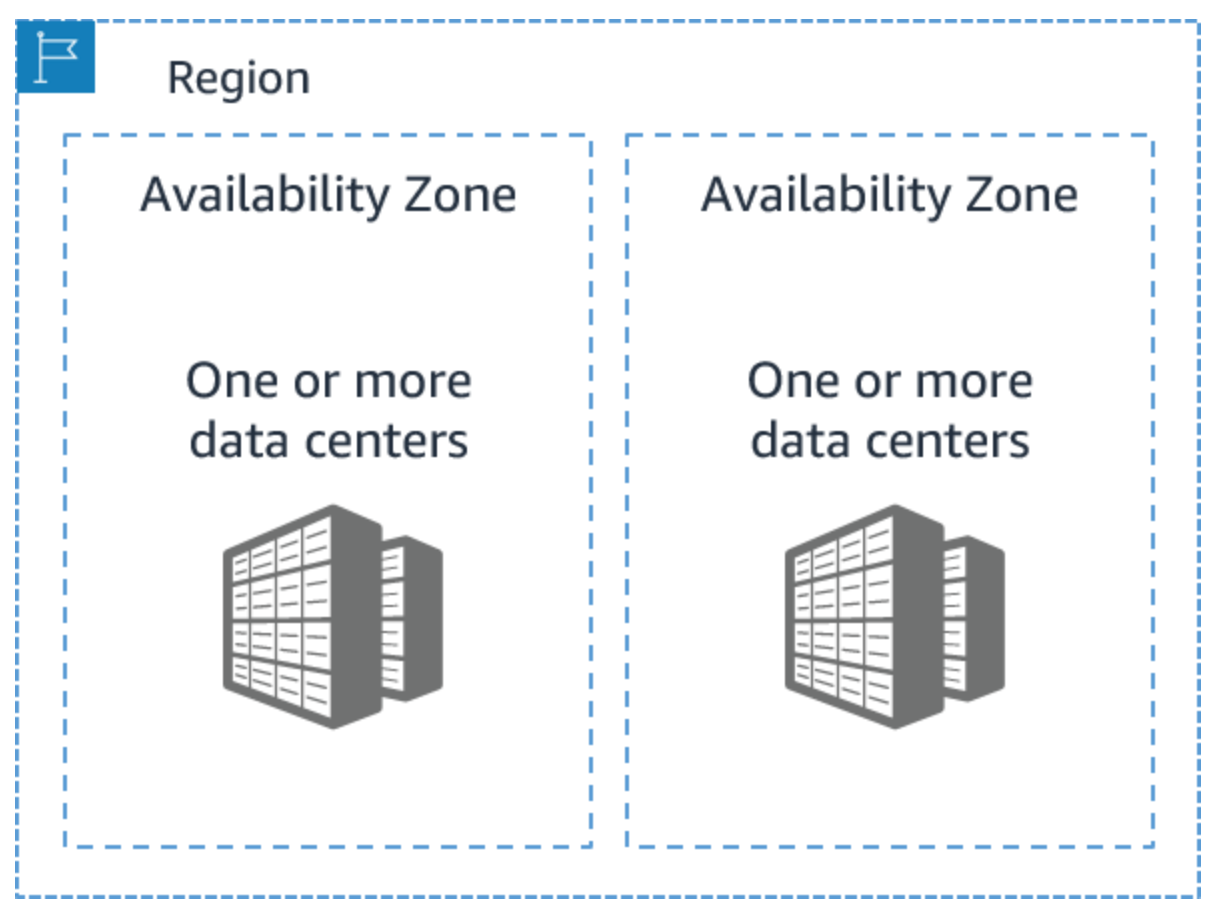 Region
Availability Zone
One or more
data centers
Availability Zone
One or more
data centers